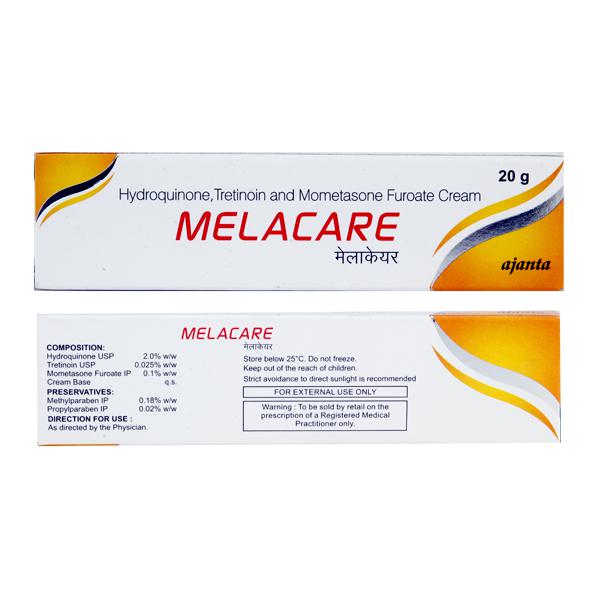 20 g
Hydroquinone, Tretinoin and Mometasone Furoate Cream
MELACARE
मेलाकेयर
ajanta
MELACARE
मेलाकेयर
COMPOSITION:
Hydroquinone USP 2.0% w/w
Tretinoin USP 0.025% w/w
Mometasone Furoate IP 0.1% w/w
Cream Base q.s.
PRESERVATIVES:
Methylparaben IP 0.18% w/w
Propylparaben IP 0.02% w/w
DIRECTION FOR USE :
As directed by the Physician.
Store below 25°C. Do not freeze.
Keep out of the reach of children.
Strict avoidance to direct sunlight is recommended
FOR EXTERNAL USE ONLY
Warning : To be sold by retail on the
prescription of a Registered Medical
Practitioner only.